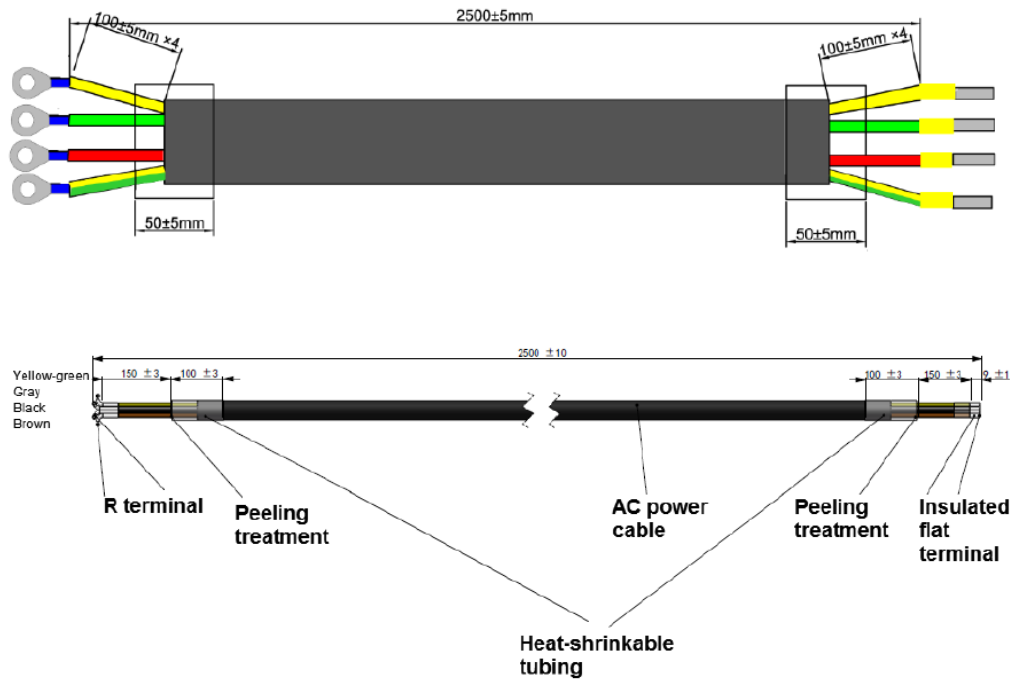 2500±5mm
100±5mm ×4
100±5mm ×4
50±5mm
50±5mm
2500 ±10
Yellow-green
Gray
Black
Brown
150 ±3
100 ±3
100 ±3
150 ±3
9 ±1
R terminal
Peeling
treatment
AC power
cable
Peeling
treatment
Insulated
flat
terminal
Heat-shrinkable
tubing